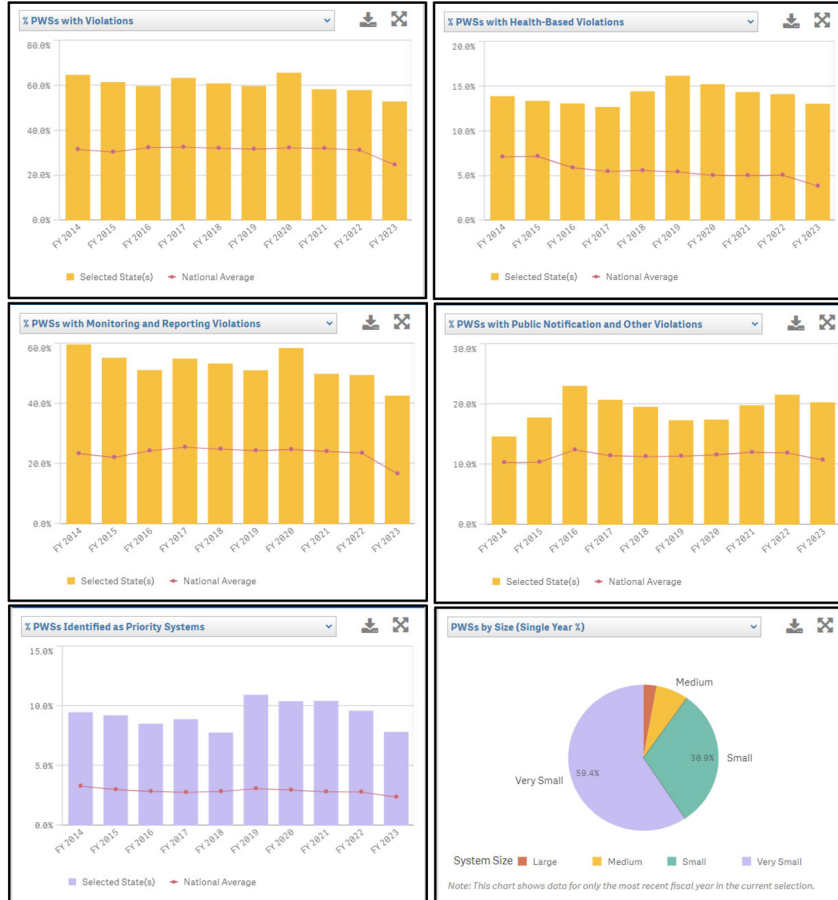 % PWSs with Violations
80.0%
60.0%
40.0%
20.0%
0.0%
FY 2014 FY 2015 FY 2016 FY 2017 FY 2018 FY 2019 FY 2020 FY 2021 FY 2022 FY 2023
Selected State(s) National Average
% PWSs with Health-Based Violations
20.0%
15.0%
10.0%
5.0%
0.0%
FY 2014 FY 2015 FY 2016 FY 2017 FY 2018 FY 2019 FY 2020 FY 2021 FY 2022 FY 2023
Selected State(s) National Average
% PWSs with Monitoring and Reporting Violations
60.0%
40.0%
20.0%
0.0%
FY 2014 FY 2015 FY 2016 FY 2017 FY 2018 FY 2019 FY 2020 FY 2021 FY 2022 FY 2023
Selected State(s) National Average
% PWSs with Public Notification and Other Violations
30.0%
20.0%
10.0%
0.0%
FY 2014 FY 2015 FY 2016 FY 2017 FY 2018 FY 2019 FY 2020 FY 2021 FY 2022 FY 2023
Selected State(s) National Average
% PWSs Identified as Priority Systems
15.0%
10.0%
5.0%
0.0%
FY 2014 FY 2015 FY 2016 FY 2017 FY 2018 FY 2019 FY 2020 FY 2021 FY 2022 FY 2023
Selected State(s) National Average
PWSs by Size (Single Year %)
Medium
30.9% Small
Very Small 59.4%
System Size Large Medium Small Very Small
Note: This chart shows data for only the most recent fiscal year in the current selection.